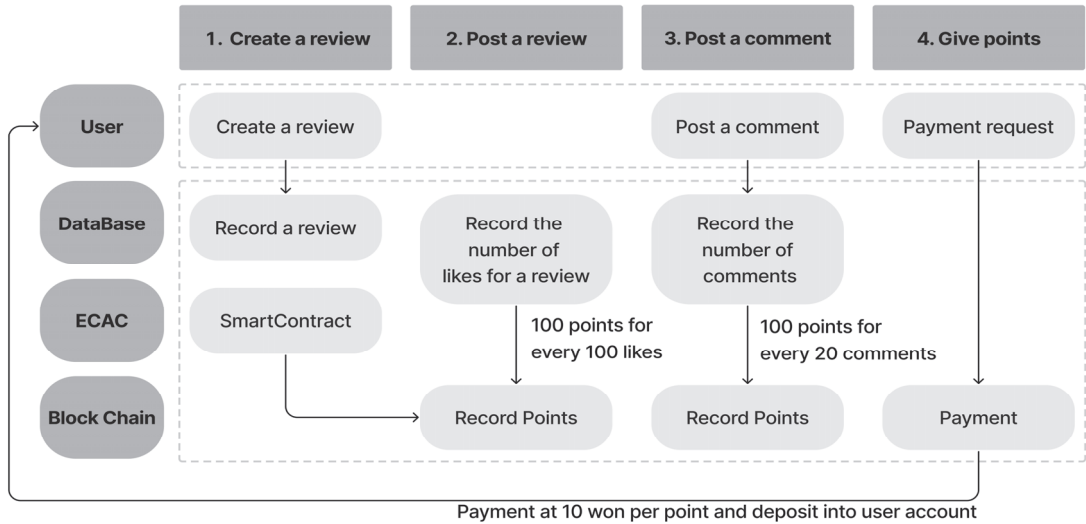 1. Create a review
2. Post a review
3. Post a comment
4. Give points
User
Create a review
Post a comment
Payment request
DataBase
Record a review
Record the
number of
likes for a review
Record the
number of
comments
ECAC
SmartContract
100 points for
every 100 likes
100 points for
every 20 comments
Block Chain
Record Points
Record Points
Payment
Payment at 10 won per point and deposit into user account